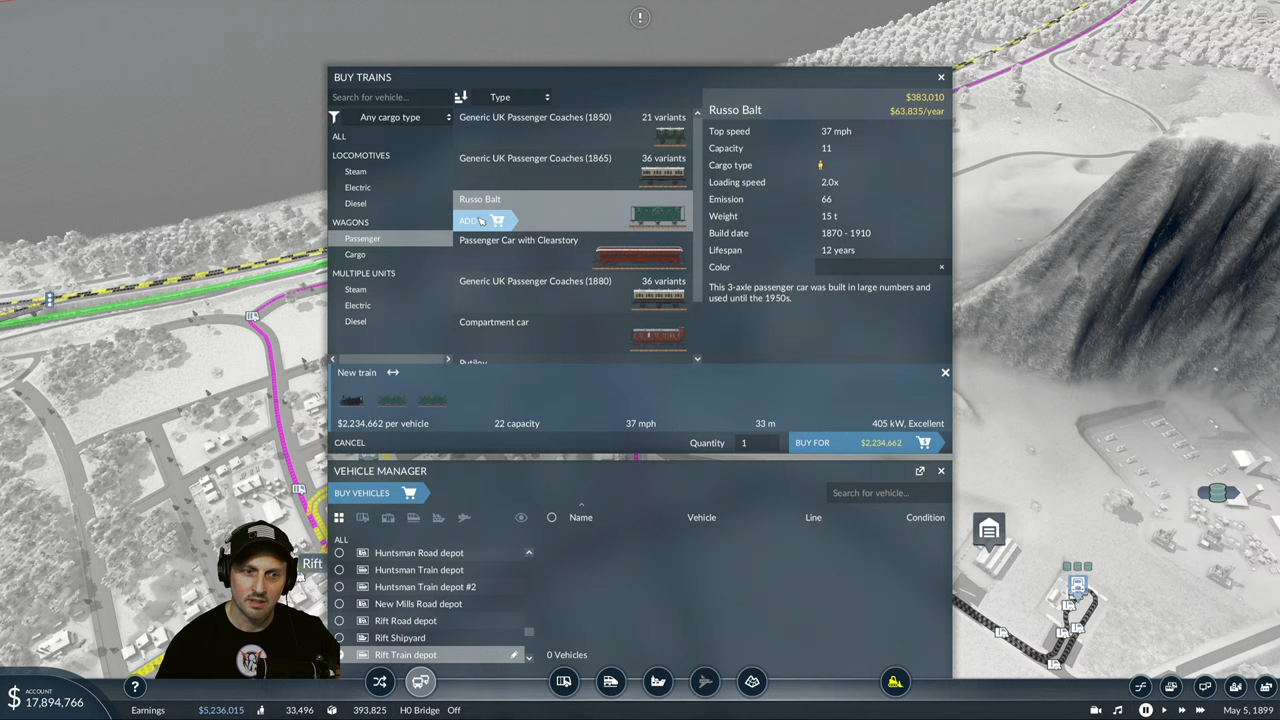 BUY TRAINS
Search for vehicle...
Type
Any cargo type
ALL
LOCOMOTIVES
Steam
Electric
Diesel
WAGONS
Passenger
Cargo
MULTIPLE UNITS
Steam
Electric
Diesel
Generic UK Passenger Coaches (1850)
21 variants
Generic UK Passenger Coaches (1865)
36 variants
Russo Balt
ADD
Passenger Car with Clearstory
Generic UK Passenger Coaches (1880)
36 variants
Compartment car
Putilov
$383,010
Russo Balt
$63,835/year
Top speed 37 mph
Capacity 11
Cargo type
Loading speed 2.0x
Emission 66
Weight 15 t
Build date 1870 - 1910
Lifespan 12 years
Color
This 3-axle passenger car was built in large numbers and
used until the 1950s.
New train
$2,234,662 per vehicle 22 capacity 37 mph 33 m 405 kW, Excellent
CANCEL Quantity 1 BUY FOR $2,234,662
VEHICLE MANAGER
BUY VEHICLES
Search for vehicle...
Name Vehicle Line Condition
ALL
Huntsman Road depot
Huntsman Train depot
Huntsman Train depot #2
New Mills Road depot
Rift Road depot
Rift Shipyard
Rift Train depot
0 Vehicles
Rift
$ ACCOUNT
17,894,766
?
Earnings $5,236,015 33,496 393,825 H0 Bridge Off
May 5, 1899